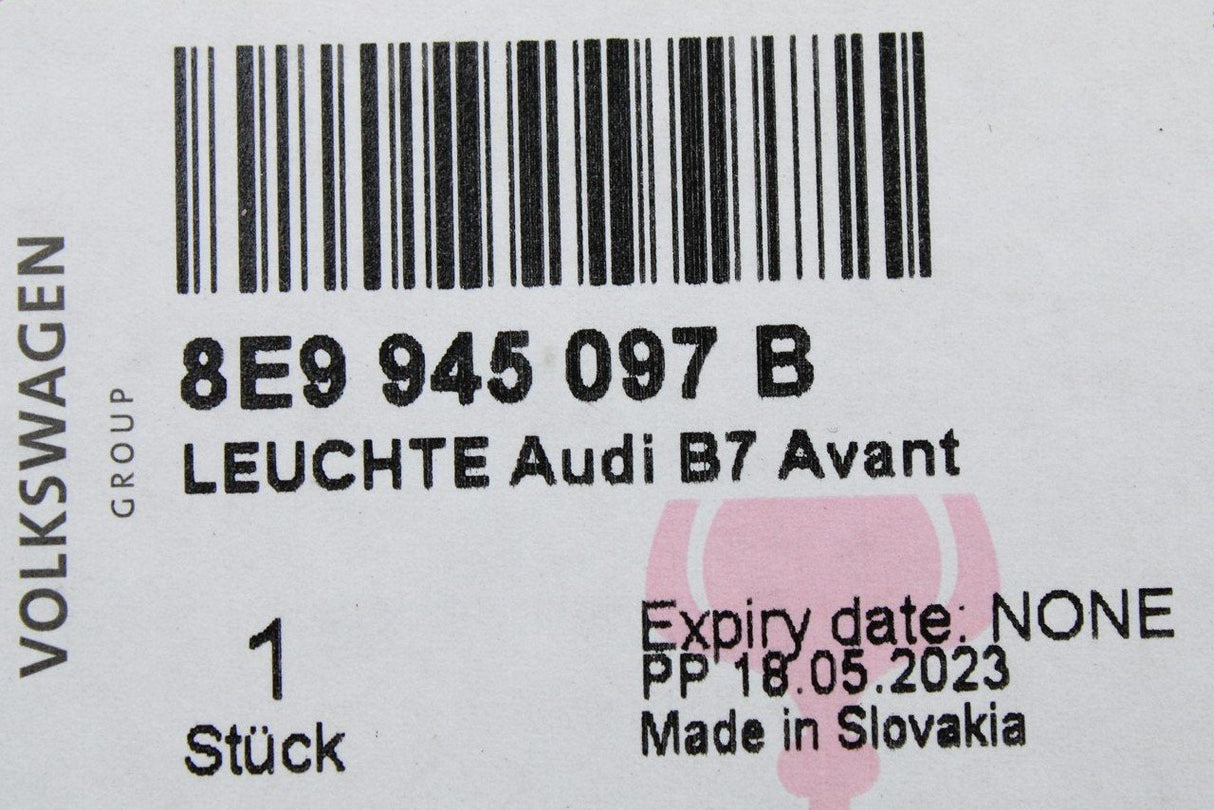 VOLKSWAGEN
GROUP
8E9 945 097 B
LEUCHTE Audi B7 Avant
1
Stück
Expiry date: NONE
PP 18.05.2023
Made in Slovakia